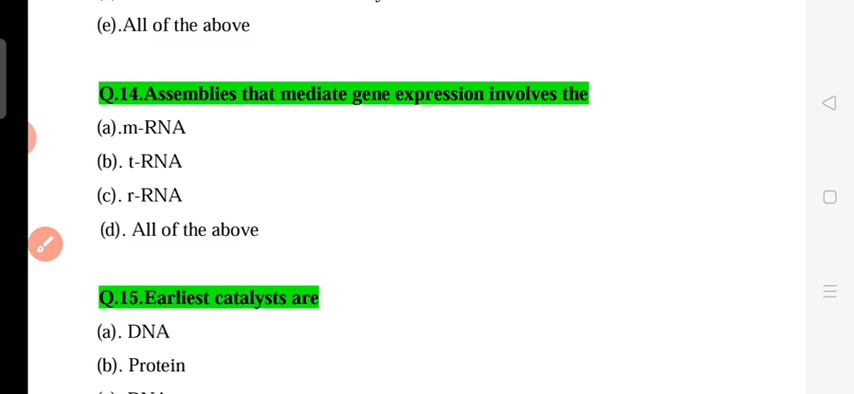 (e).All of the above
Q.14.Assemblies that mediate gene expression involves the
(a).m-RNA
(b). t-RNA
(c). r-RNA
(d). All of the above
Q.15.Earliest catalysts are
(a). DNA
(b). Protein